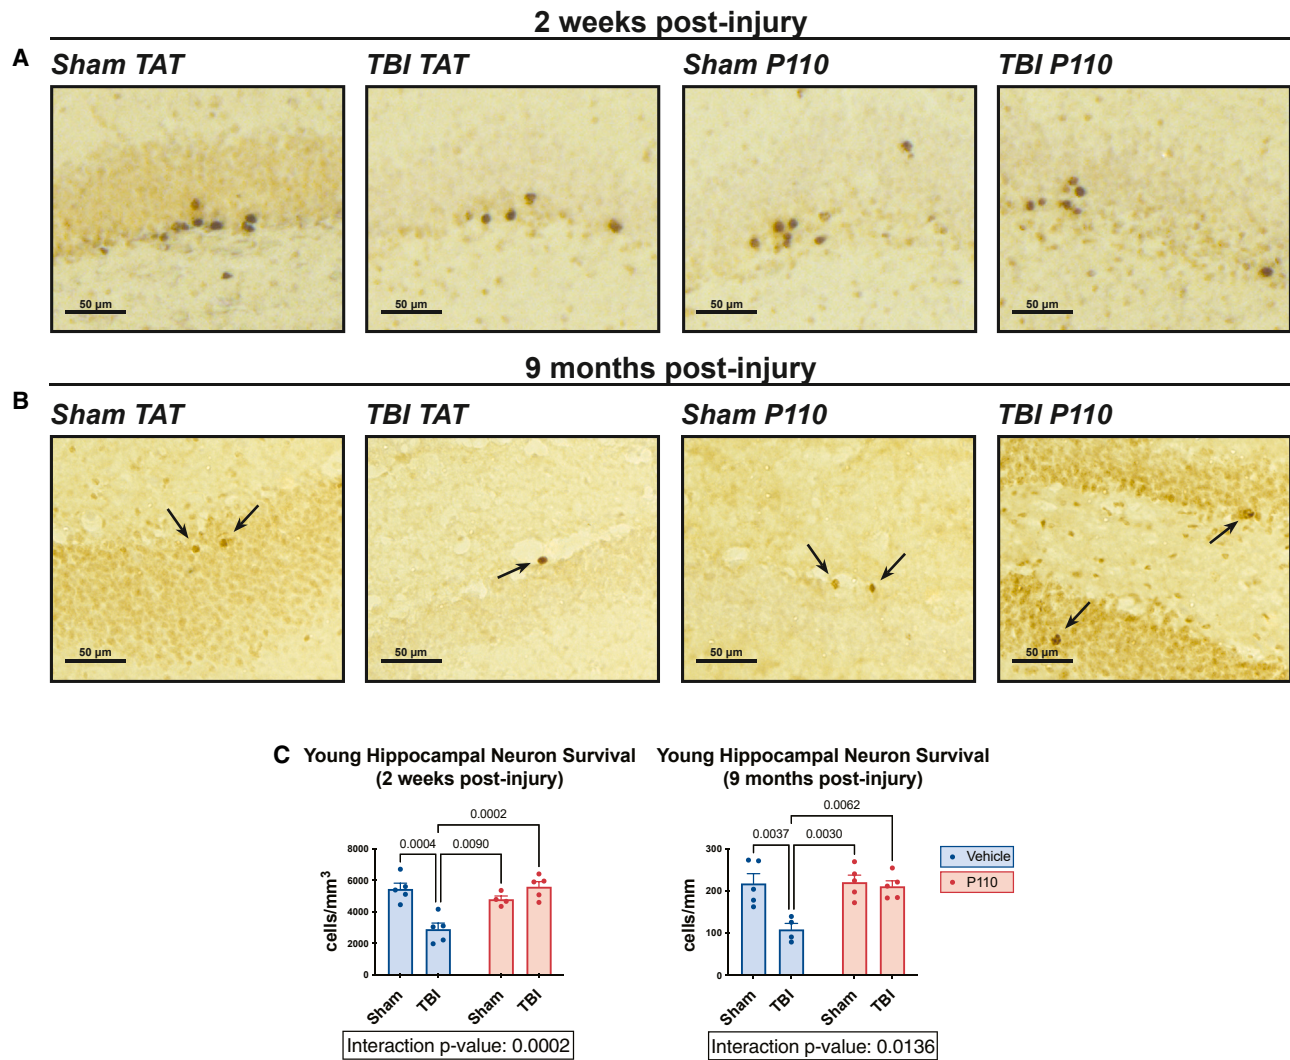 2 weeks post-injury
A
Sham TAT
TBI TAT
Sham P110
TBI P110
50 µm
50 µm
50 µm
50 µm
9 months post-injury
B
Sham TAT
TBI TAT
Sham P110
TBI P110
50 µm
50 µm
50 µm
50 µm
C
Young Hippocampal Neuron Survival
(2 weeks post-injury)
0.0002
0.0004
0.0090
8000
6000
4000
2000
0
cells/mm³
Sham
TBI
Sham
TBI
Interaction p-value: 0.0002
Young Hippocampal Neuron Survival
(9 months post-injury)
0.0062
0.0037
0.0030
300
200
100
0
cells/mm
Sham
TBI
Sham
TBI
Interaction p-value: 0.0136
Vehicle
P110